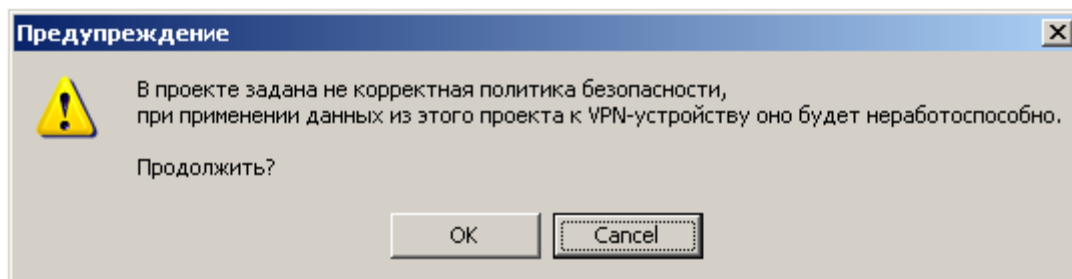 Предупреждение
В проекте задана не корректная политика безопасности,
при применении данных из этого проекта к VPN-устройству оно будет неработоспособно.
Продолжить?
OK
Cancel